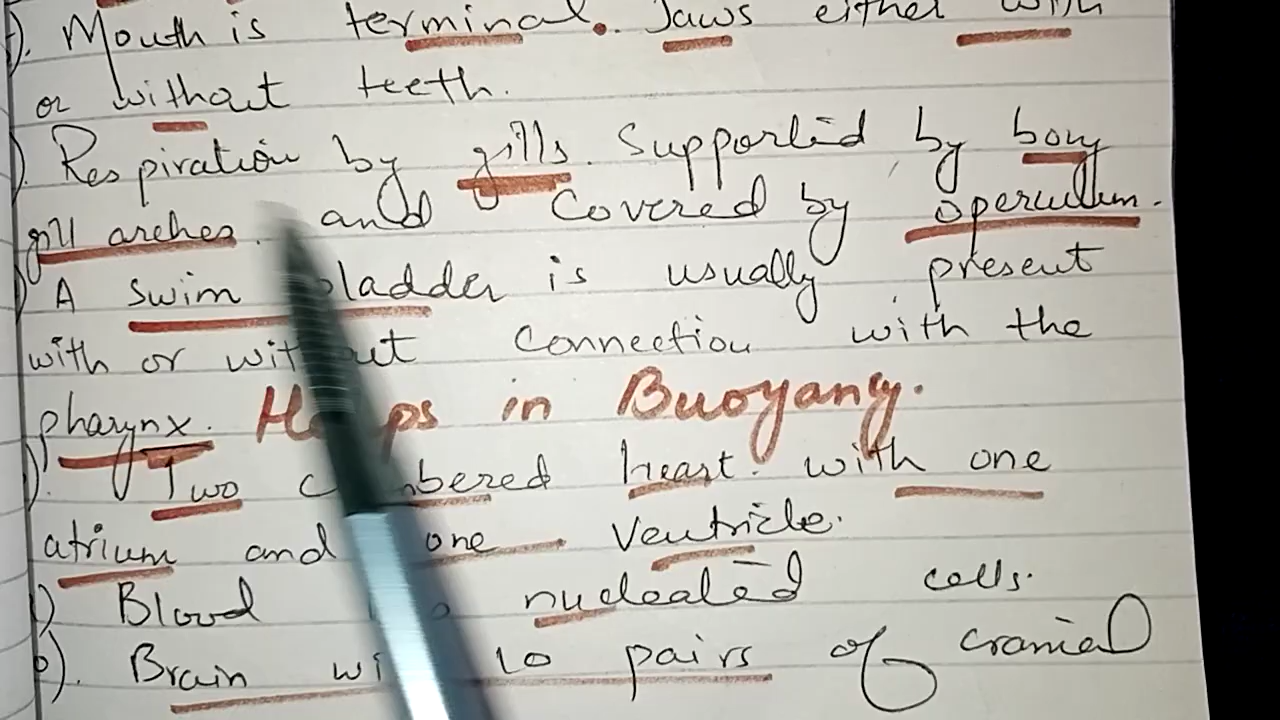 ). Mouth is terminal. Jaws either with
or without teeth.
). Respiration by gills. Supported by bony
gill arches. and covered by operculum.
) A swim bladder is usually present
with or without connection with the
pharynx. Helps in Buoyancy.
). Two chambered heart. with one
atrium and one Ventricle.
) Blood nucleated cells.
). Brain with 10 pairs of cranial